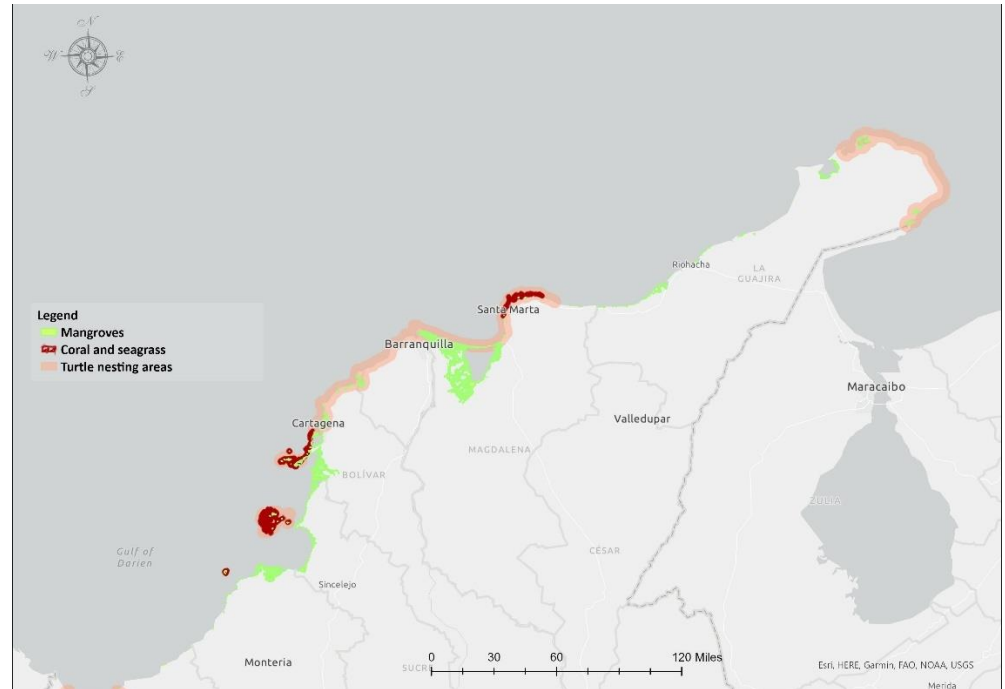 N
W E
S
Riohacha
LA
GUAJIRA
Santa Marta
Legend
Mangroves
Coral and seagrass
Turtle nesting areas
Barranquilla
Maracaibo
Cartagena
Valledupar
MAGDALENA
BOLÍVAR
ZULIA
Gulf of
Darien
CÉSAR
Sincelejo
Monteria
SUCRE
0 30 60 120 Miles
Esri, HERE, Garmin, FAO, NOAA, USGS
Merida